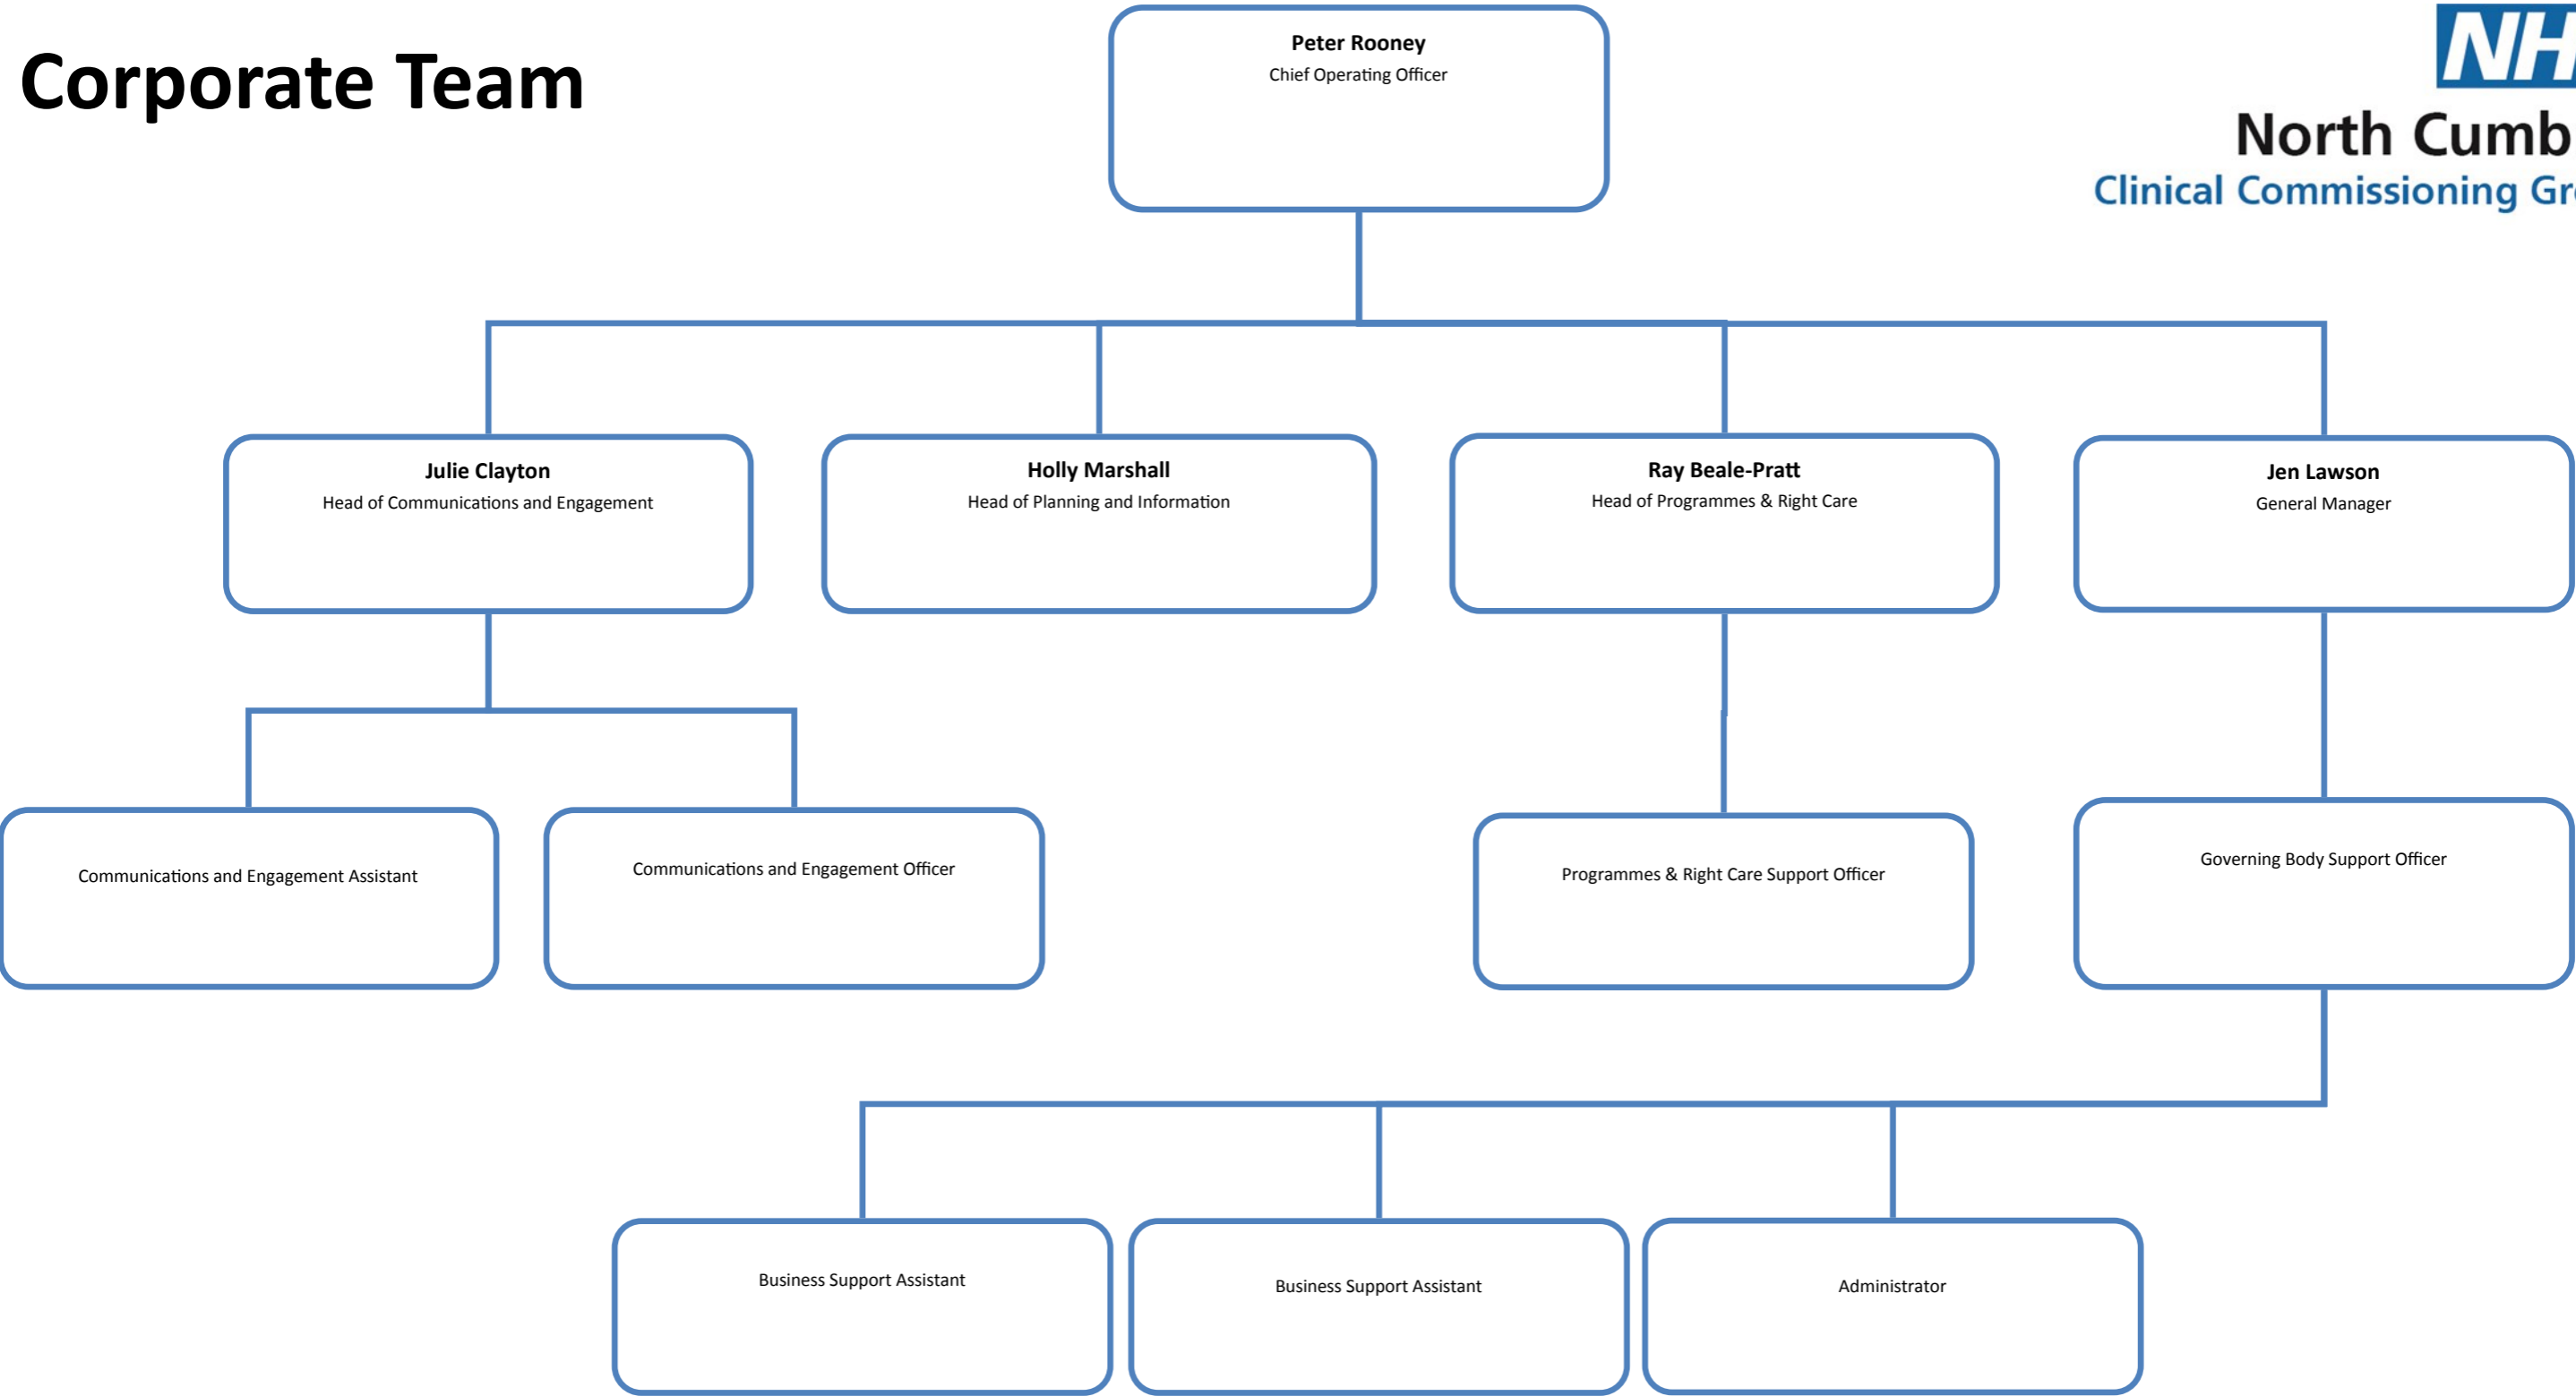 Corporate Team
Peter Rooney
Chief Operating Officer
NH
North Cumb
Clinical Commissioning Gr
Julie Clayton
Head of Communications and Engagement
Holly Marshall
Head of Planning and Information
Ray Beale-Pratt
Head of Programmes & Right Care
Jen Lawson
General Manager
Communications and Engagement Assistant
Communications and Engagement Officer
Programmes & Right Care Support Officer
Governing Body Support Officer
Business Support Assistant
Business Support Assistant
Administrator